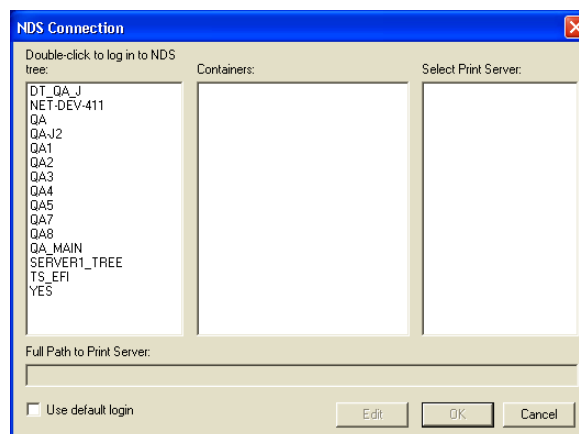 NDS Connection
Double-click to log in to NDS
tree:
Containers:
Select Print Server:
DT_QA_J
NET-DEV-411
QA
QA-J2
QA1
QA2
QA3
QA4
QA5
QA7
QA8
QA_MAIN
SERVER1_TREE
TS_EFI
YES
Full Path to Print Server:
Use default login
Edit
OK
Cancel